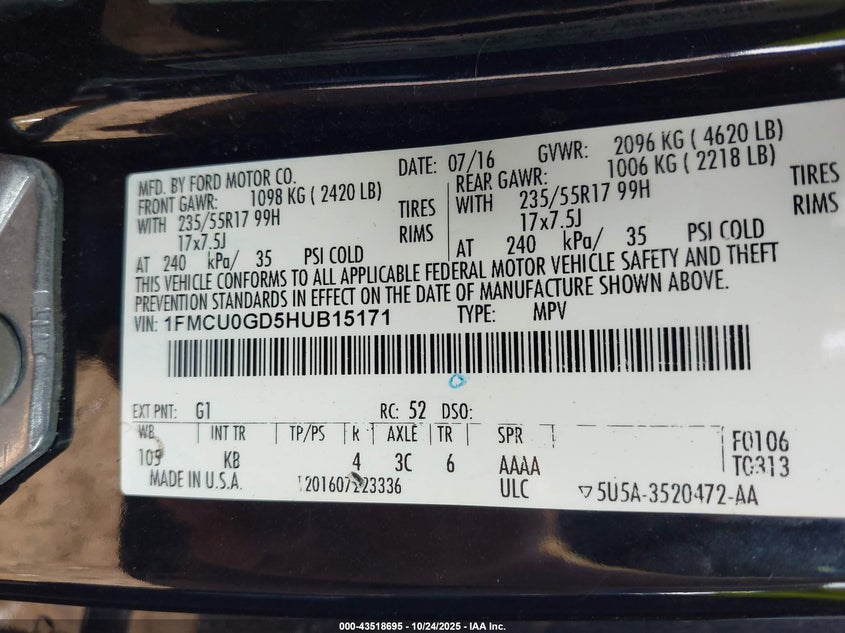 MFD. BY FORD MOTOR CO. DATE: 07/16 GVWR: 2096 KG ( 4620 LB)
FRONT GAWR: 1098 KG ( 2420 LB) REAR GAWR: 1006 KG ( 2218 LB)
WITH 235/55R17 99H TIRES WITH 235/55R17 99H TIRES
17x7.5J RIMS 17x7.5J RIMS
AT 240 kPa/ 35 PSI COLD AT 240 kPa/ 35 PSI COLD
THIS VEHICLE CONFORMS TO ALL APPLICABLE FEDERAL MOTOR VEHICLE SAFETY AND THEFT
PREVENTION STANDARDS IN EFFECT ON THE DATE OF MANUFACTURE SHOWN ABOVE.
VIN: 1FMCU0GD5HUB15171 TYPE: MPV
EXT PNT: G1 RC: 52 DSO:
WB INT TR TP/PS R AXLE TR SPR F0106
105 KB 4 3C 6 AAAA T0313
MADE IN U.S.A. ULC 5U5A-3520472-AA
000-43518695 - 10/24/2025 - IAA Inc.